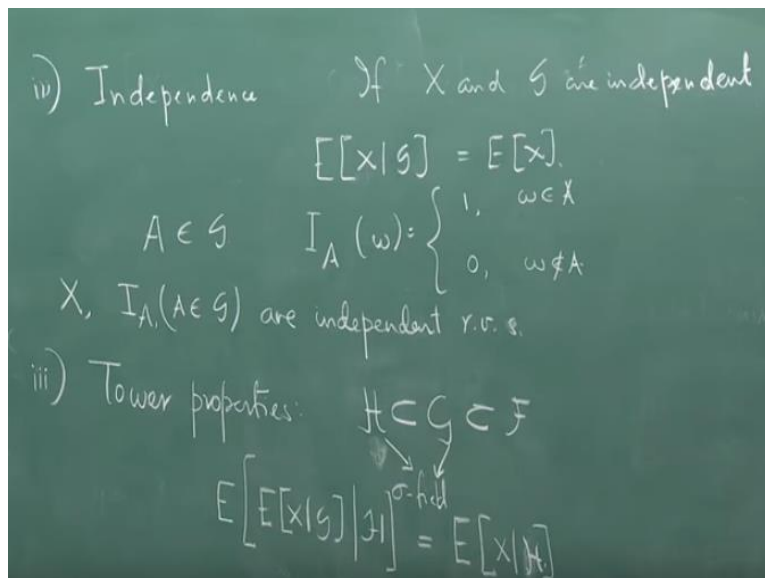 iv) Independence If X and G are independent
E[X|G] = E[X].
A ∈ G I_A(ω) = { 1, ω ∈ A
0, ω ∉ A.
X, I_A, (A ∈ G) are independent r.v.s.
iii) Tower properties: H ⊂ G ⊂ F
σ-field
E[E[X|G]|H] = E[X|H]